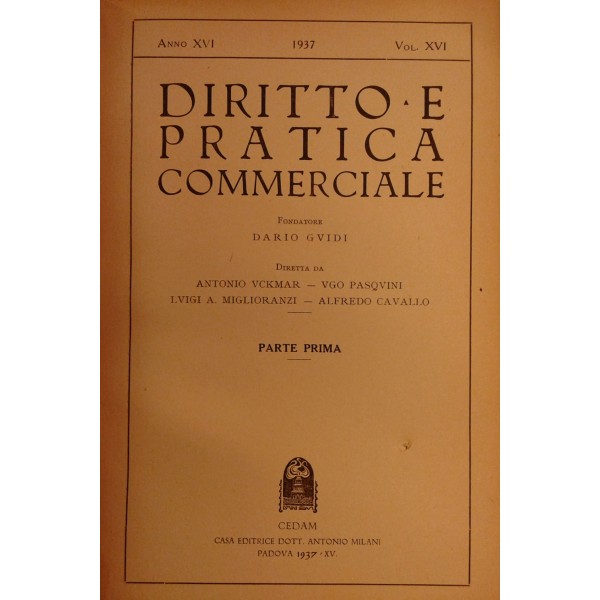 ANNO XVI 1937 VOL. XVI
DIRITTO · E
PRATICA
COMMERCIALE
FONDATORE
DARIO GVIDI
DIRETTA DA
ANTONIO VCKMAR — VGO PASQVINI
LVIGI A. MIGLIORANZI — ALFREDO CAVALLO
PARTE PRIMA
CEDAM
CASA EDITRICE DOTT. ANTONIO MILANI
PADOVA 1937 - XV.